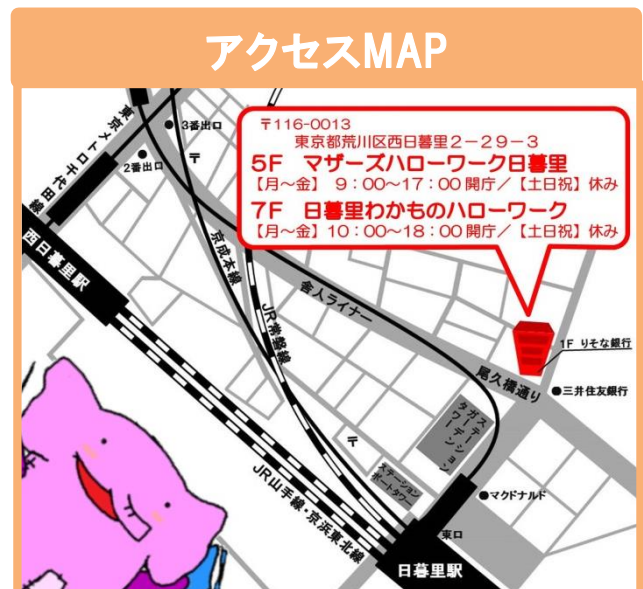 アクセスMAP
〒116-0013
東京都荒川区西日暮里2-29-3
5F マザーズハローワーク日暮里
【月～金】 9：00～17：00開庁／【土日祝】休み
7F 日暮里わかものハローワーク
【月～金】10：00～18：00開庁／【土日祝】休み
3番出口
2番出口
〒
東京メトロ千代田線
西日暮里駅
京成本線
JR常磐線
舎人ライナー
1F りそな銀行
尾久橋通り
三井住友銀行
ステーション
ガーデン
タワー
ステーション
ポートタワー
マクドナルド
JR山手線・京浜東北線
東口
日暮里駅